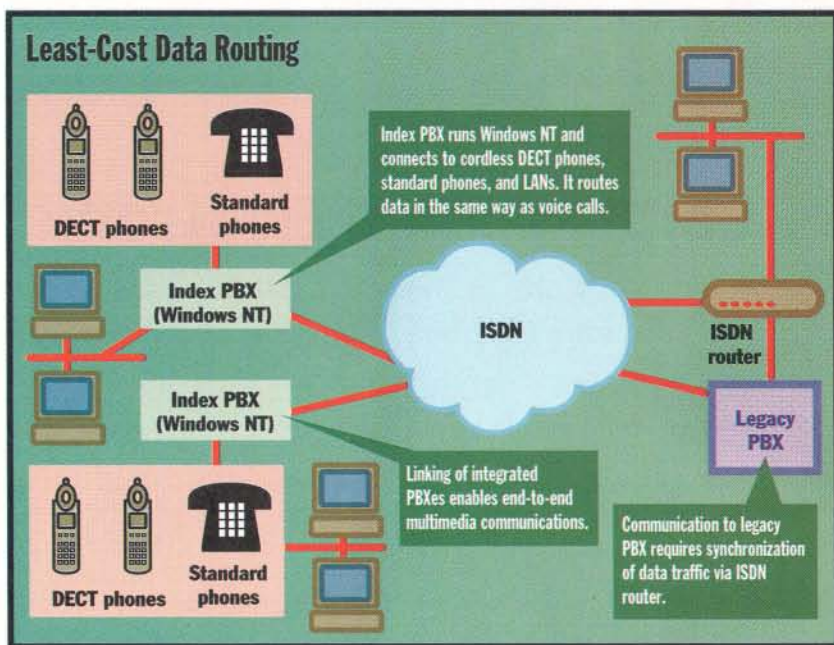 Least-Cost Data Routing
DECT phones
Standard
phones
Index PBX runs Windows NT and
connects to cordless DECT phones,
standard phones, and LANs. It routes
data in the same way as voice calls.
Index PBX
(Windows NT)
ISDN
ISDN
router
Index PBX
(Windows NT)
Legacy
PBX
Linking of integrated
PBXes enables end-to-end
multimedia communications.
DECT phones
Standard
phones
Communication to legacy
PBX requires synchronization
of data traffic via ISDN
router.